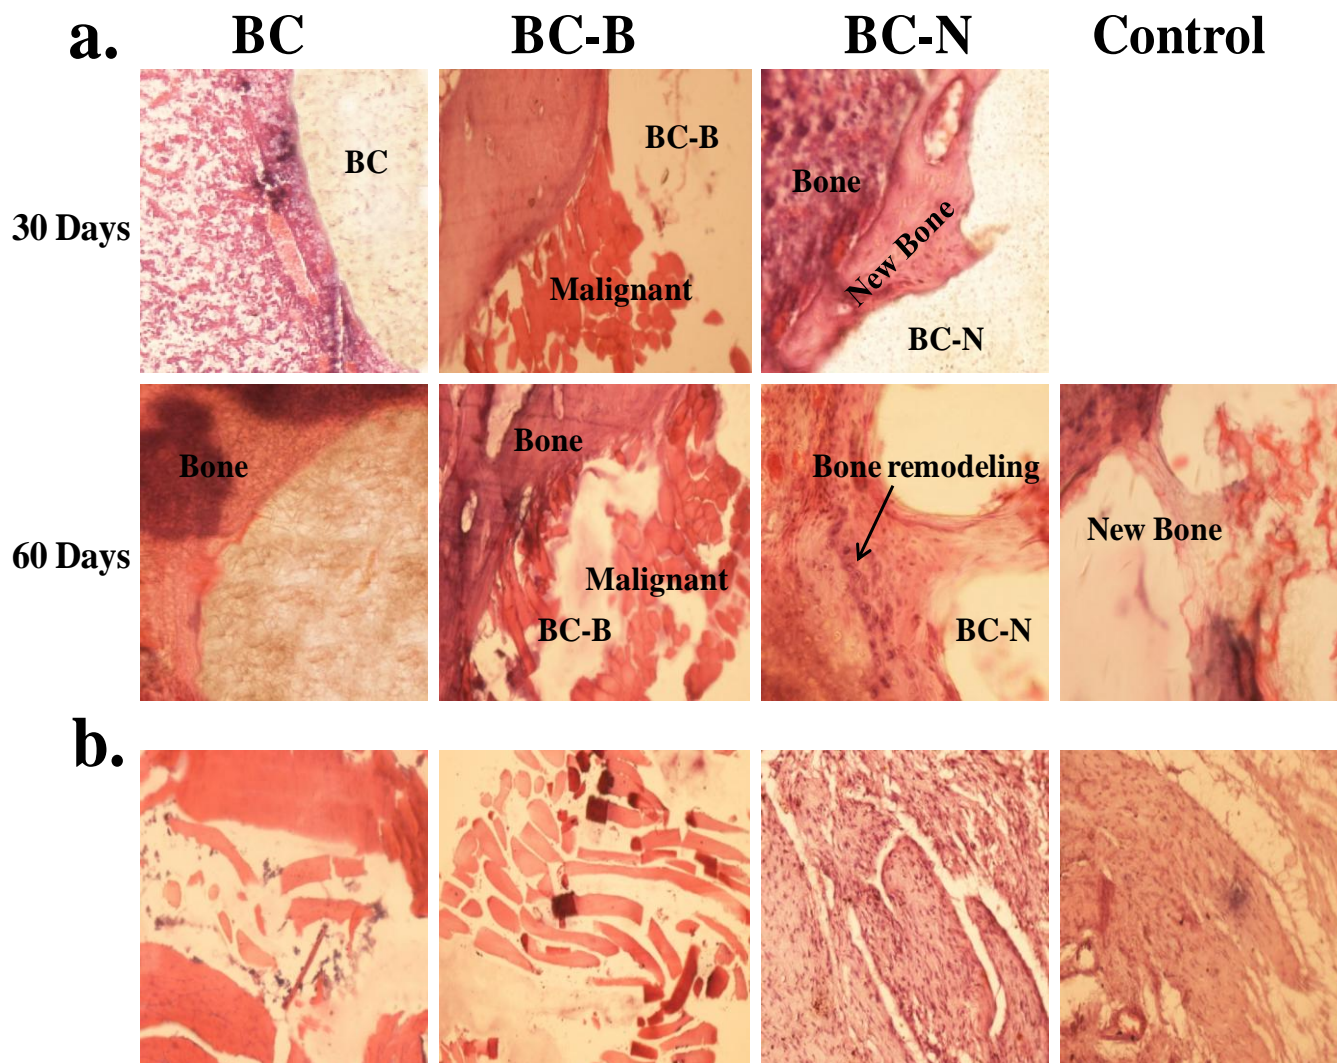 a.
BC
BC-B
BC-N
Control
30 Days
BC
BC-B
Malignant
Bone
New Bone
BC-N
60 Days
Bone
Bone
Malignant
BC-B
Bone remodeling
BC-N
New Bone
b.